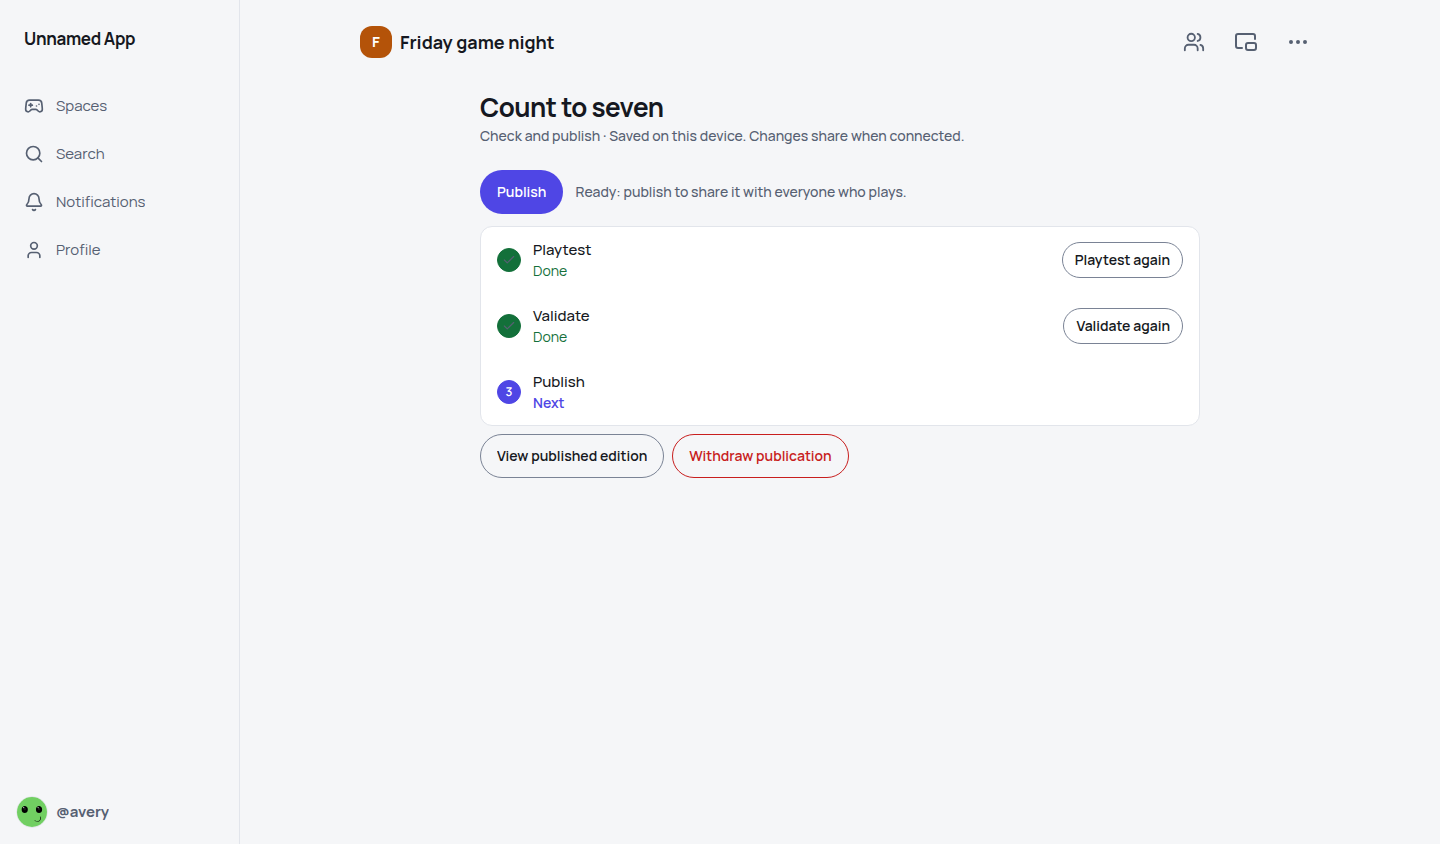 Unnamed App
Spaces
Search
Notifications
Profile
@avery
F Friday game night
Count to seven
Check and publish · Saved on this device. Changes share when connected.
Publish Ready: publish to share it with everyone who plays.
Playtest
Done
Playtest again
Validate
Done
Validate again
3 Publish
Next
View published edition Withdraw publication